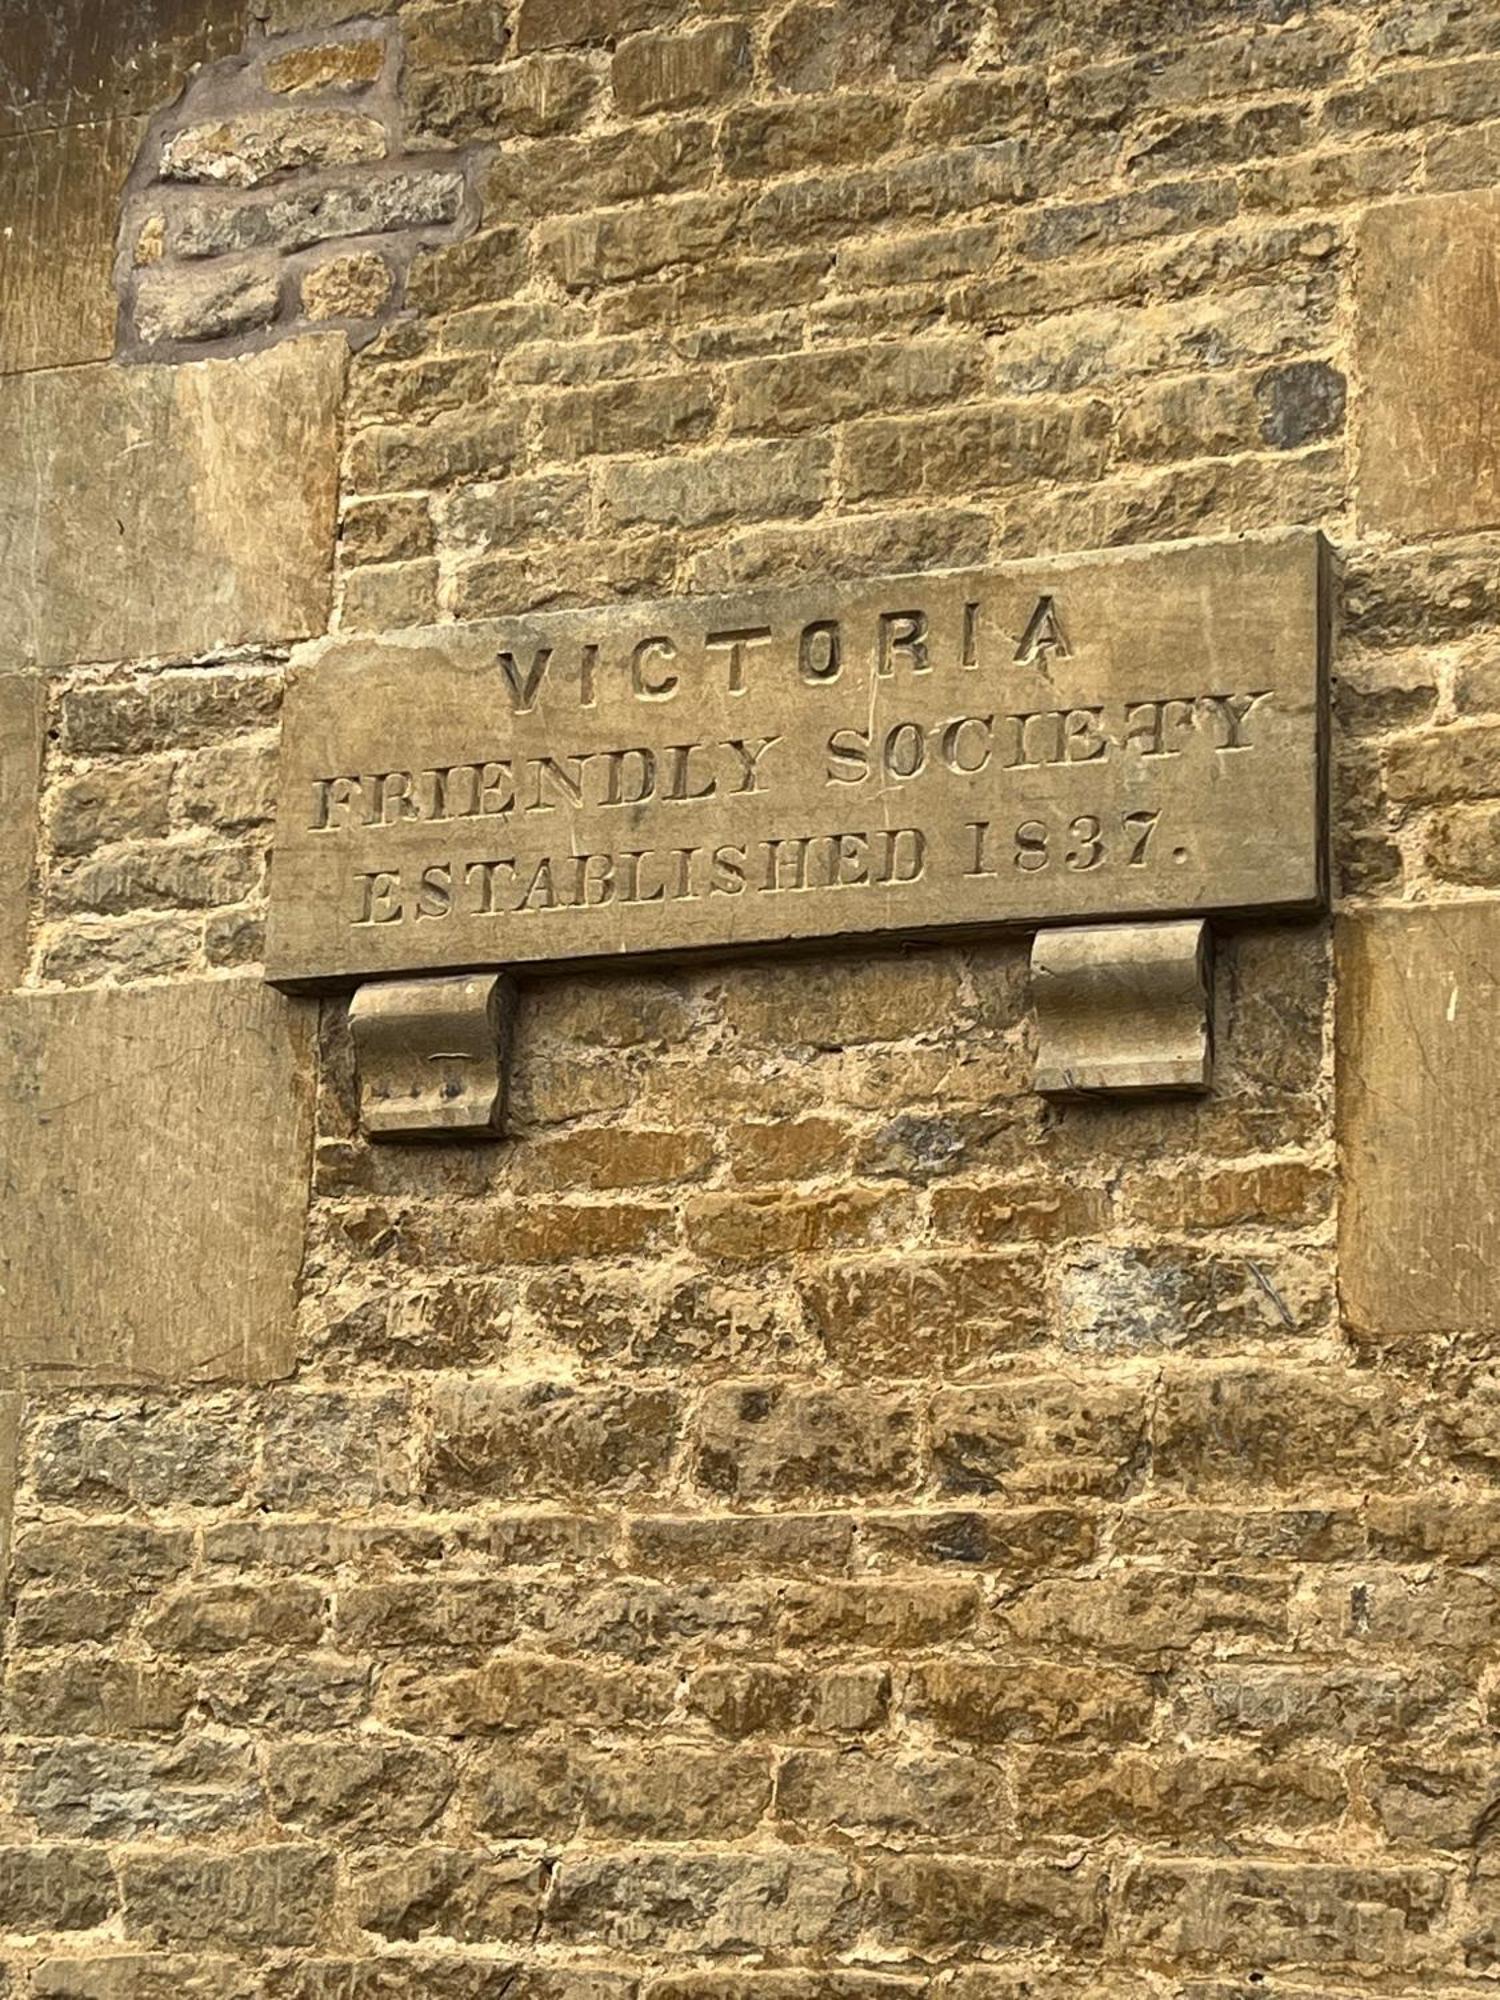 VICTORIA
FRIENDLY SOCIETY
ESTABLISHED 1837.